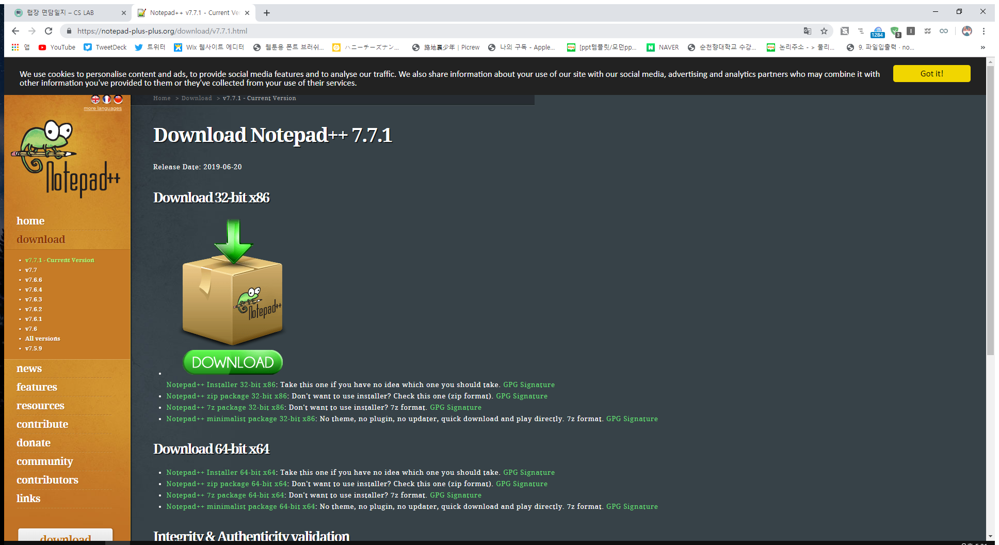 랩장 면담일지 – CS LAB
Notepad++ v7.7.1 - Current Ver
https://notepad-plus-plus.org/download/v7.7.1.html
1284
3
앱
YouTube
TweetDeck
트위터
Wix 웹사이트 에디터
웹툰용 폰트 브러쉬...
ハニーチーズナン...
路地裏少年 | Picrew
나의 구독 - Apple...
[ppt템플릿/모던pp...
NAVER
순천향대학교 수강...
논리주소 - > 물리...
9. 파일입출력 · no...
»
We use cookies to personalise content and ads, to provide social media features and to analyse our traffic. We also share information about your use of our site with our social media, advertising and analytics partners who may combine it with
other information you've provided to them or they've collected from your use of their services.
Got it!
more languages
Home > Download > v7.7.1 - Current Version
Notepad++
home
download
• v7.7.1 - Current Version
• v7.7
• v7.6.6
• v7.6.4
• v7.6.3
• v7.6.2
• v7.6.1
• v7.6
• All versions
• v7.5.9
news
features
resources
contribute
donate
community
contributors
links
download
Download Notepad++ 7.7.1
Release Date: 2019-06-20
Download 32-bit x86
Notepad++
DOWNLOAD
• Notepad++ Installer 32-bit x86: Take this one if you have no idea which one you should take. GPG Signature
• Notepad++ zip package 32-bit x86: Don't want to use installer? Check this one (zip format). GPG Signature
• Notepad++ 7z package 32-bit x86: Don't want to use installer? 7z format. GPG Signature
• Notepad++ minimalist package 32-bit x86: No theme, no plugin, no updater, quick download and play directly. 7z format. GPG Signature
Download 64-bit x64
• Notepad++ Installer 64-bit x64: Take this one if you have no idea which one you should take. GPG Signature
• Notepad++ zip package 64-bit x64: Don't want to use installer? Check this one (zip format). GPG Signature
• Notepad++ 7z package 64-bit x64: Don't want to use installer? 7z format. GPG Signature
• Notepad++ minimalist package 64-bit x64: No theme, no plugin, no updater, quick download and play directly. 7z format. GPG Signature
Integrity & Authenticity validation